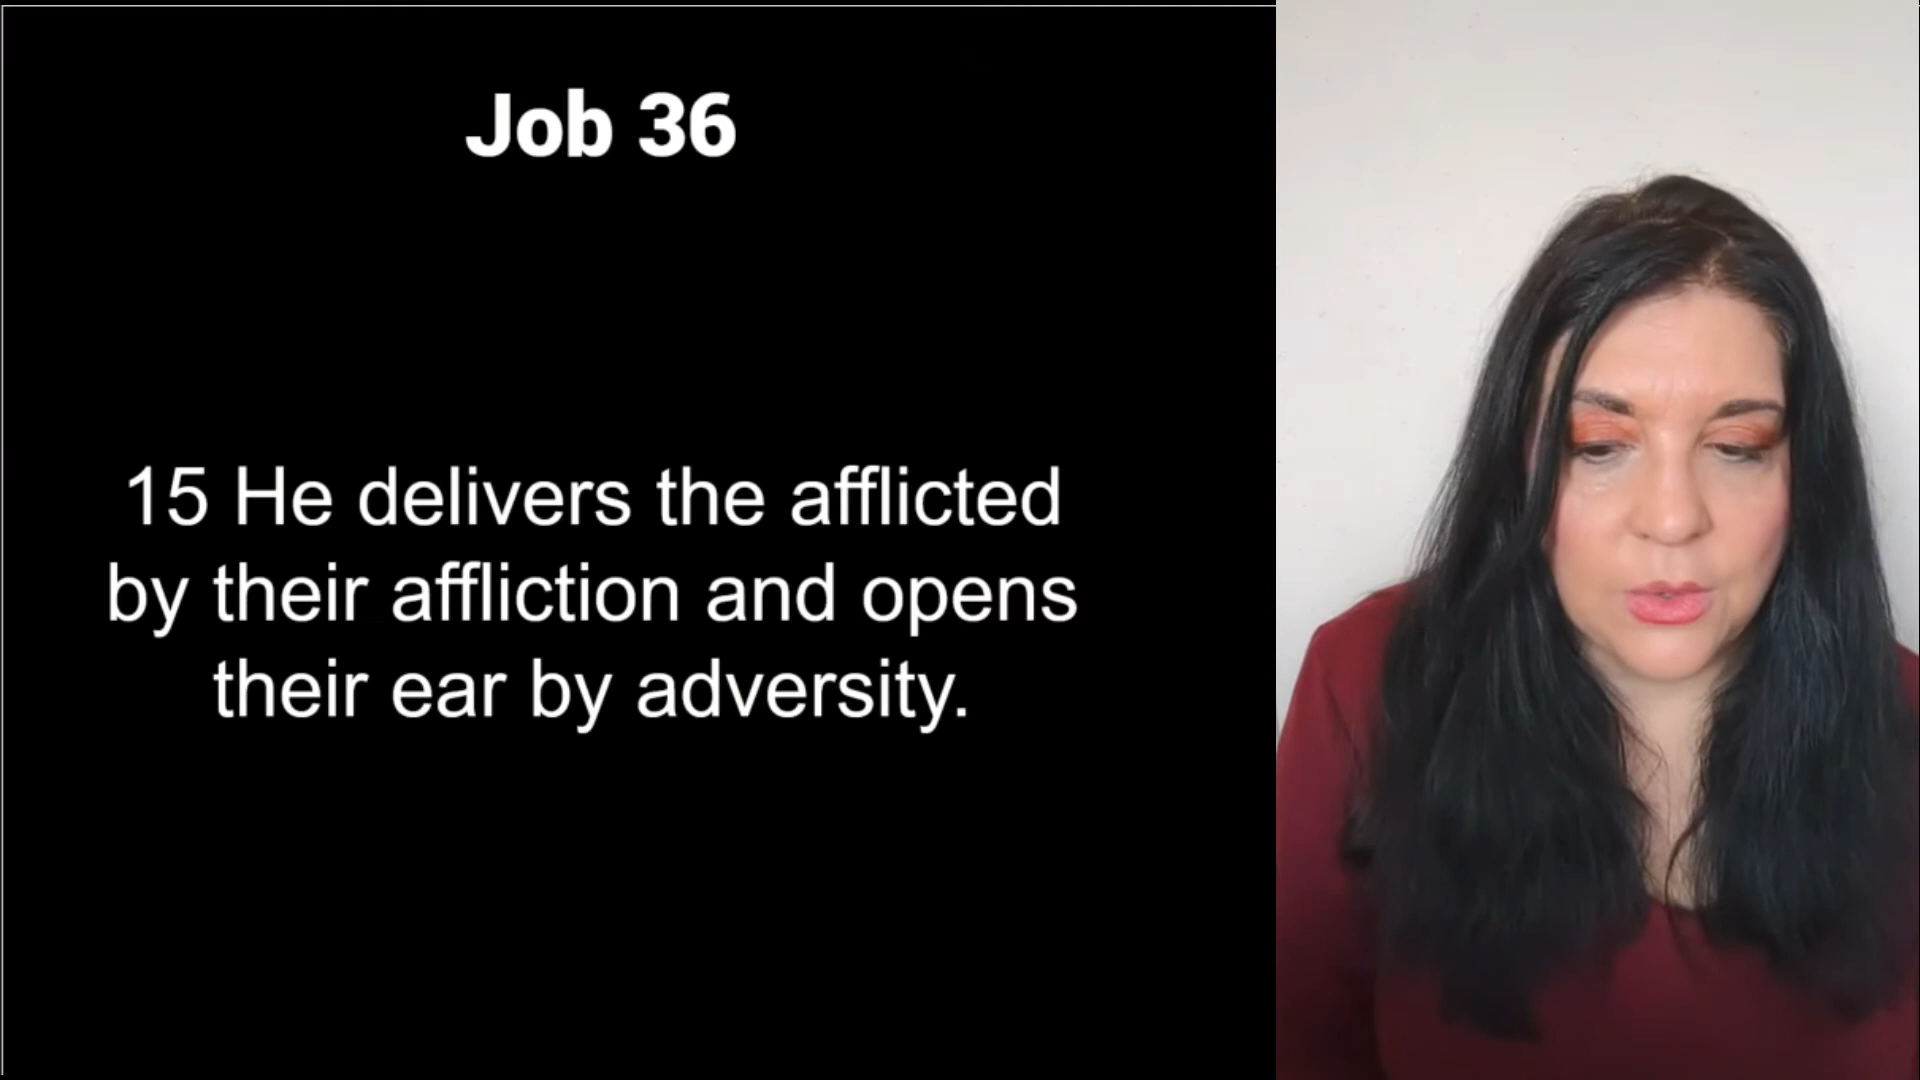 Job 36
15 He delivers the afflicted
by their affliction and opens
their ear by adversity.